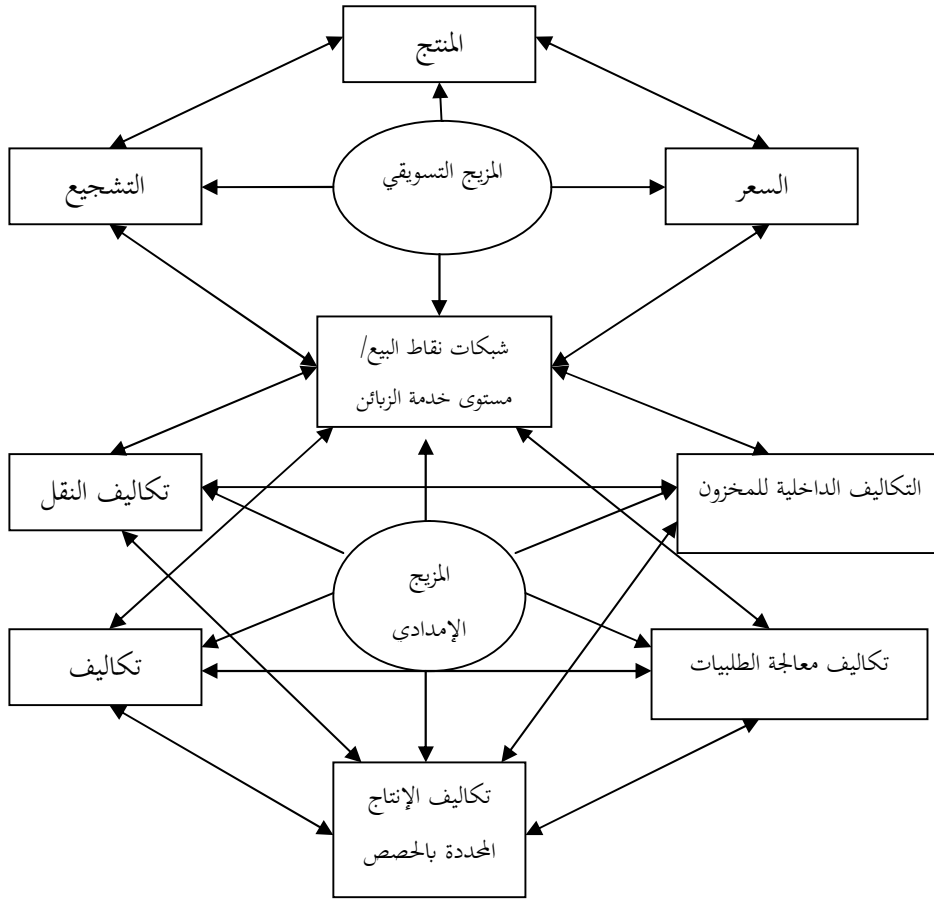 المنتج
المزيج التسويقي
السعر
التشجيع
شبكات نقاط البيع/
مستوى خدمة الزبائن
التكاليف الداخلية للمخزون
تكاليف النقل
المزيج
الإمدادي
تكاليف معالجة الطلبيات
تكاليف
تكاليف الإنتاج
المحددة بالحصص